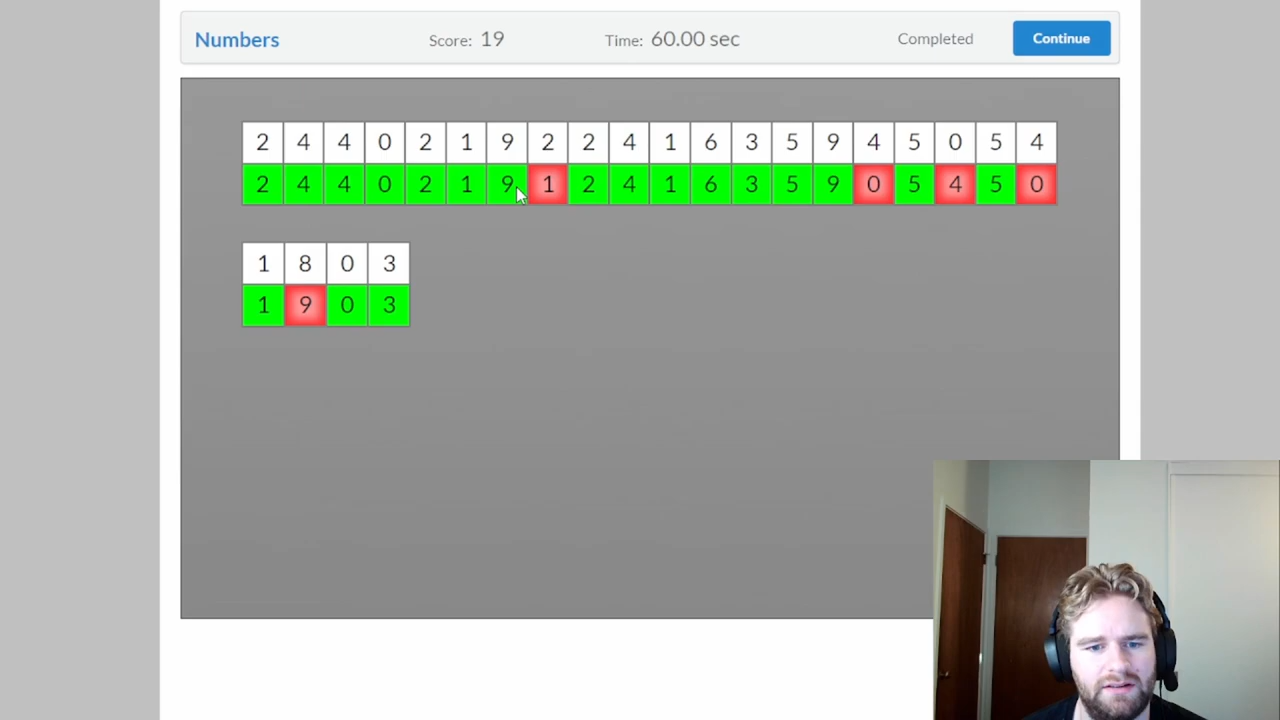 Numbers Score: 19 Time: 60.00 sec Completed Continue
2 4 4 0 2 1 9 2 2 4 1 6 3 5 9 4 5 0 5 4
2 4 4 0 2 1 9 1 2 4 1 6 3 5 9 0 5 4 5 0
1 8 0 3
1 9 0 3